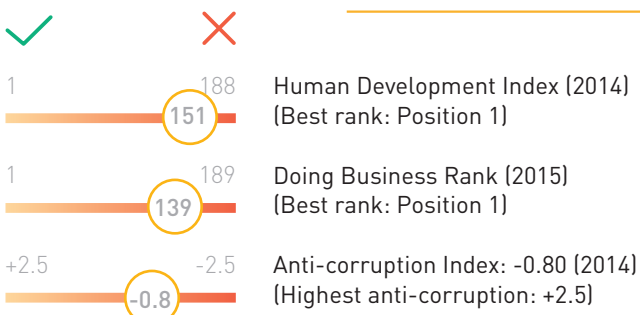 1 188
151
Human Development Index (2014)
(Best rank: Position 1)
1 189
139
Doing Business Rank (2015)
(Best rank: Position 1)
+2.5 -2.5
-0.8
Anti-corruption Index: -0.80 (2014)
(Highest anti-corruption: +2.5)